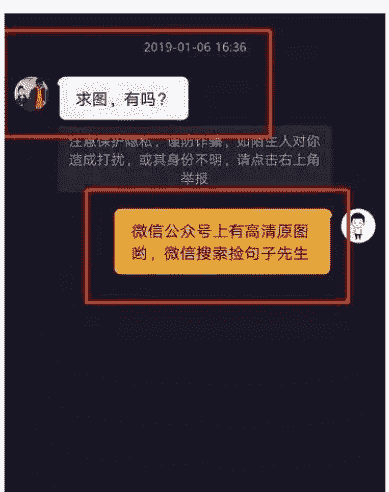 2019-01-06 16:36
求图，有吗？
注意保护隐私，谨防诈骗，如陌生人对你
造成打扰，或其身份不明，请点击右上角
举报
微信公众号上有高清原图
哟，微信搜索捡句子先生